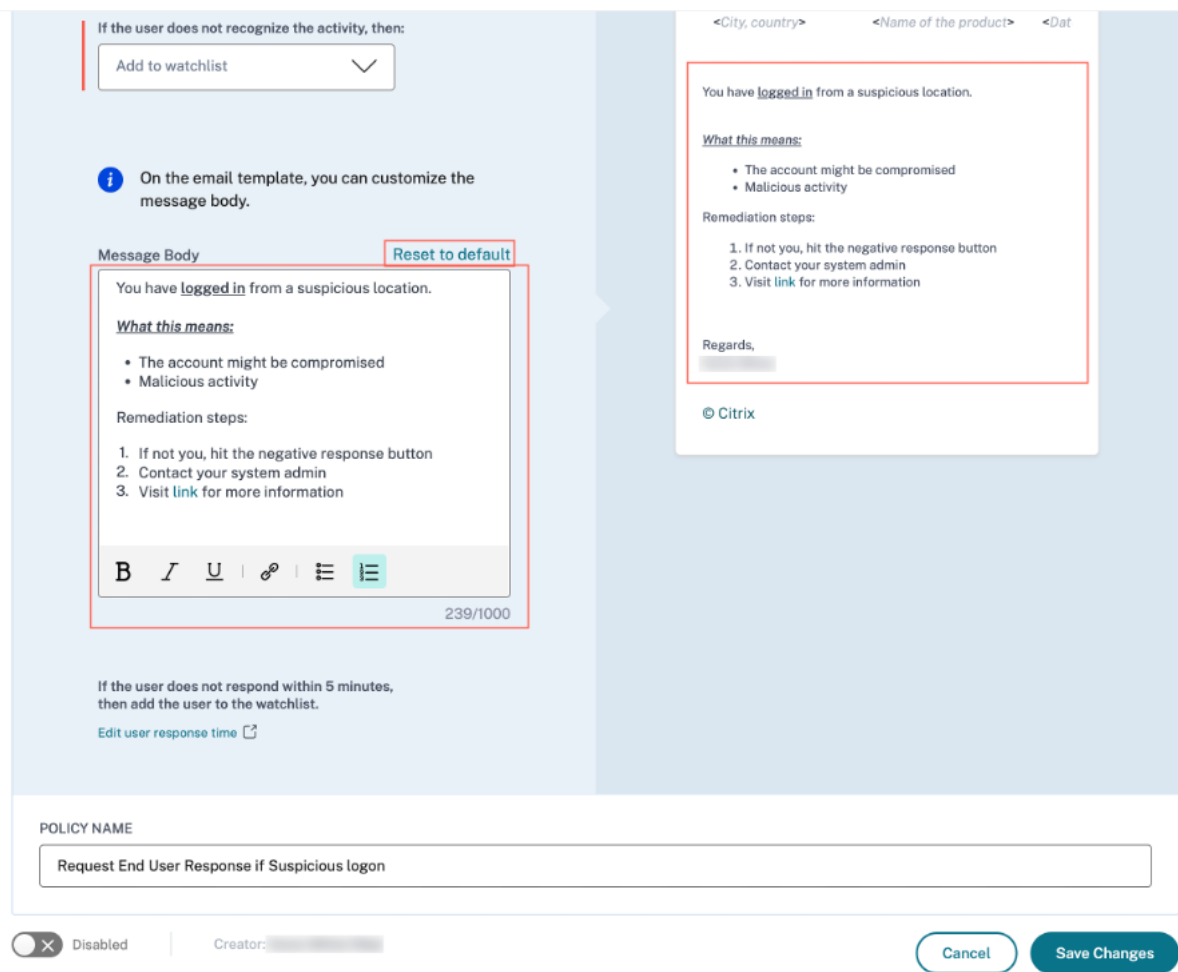 If the user does not recognize the activity, then:
Add to watchlist
On the email template, you can customize the
message body.
Message Body
Reset to default
You have logged in from a suspicious location.
What this means:
• The account might be compromised
• Malicious activity
Remediation steps:
1. If not you, hit the negative response button
2. Contact your system admin
3. Visit link for more information
B I U
239/1000
If the user does not respond within 5 minutes,
then add the user to the watchlist.
Edit user response time
<City, country> <Name of the product> <Dat
You have logged in from a suspicious location.
What this means:
• The account might be compromised
• Malicious activity
Remediation steps:
1. If not you, hit the negative response button
2. Contact your system admin
3. Visit link for more information
Regards,
© Citrix
POLICY NAME
Request End User Response if Suspicious logon
Disabled
Creator:
Cancel
Save Changes